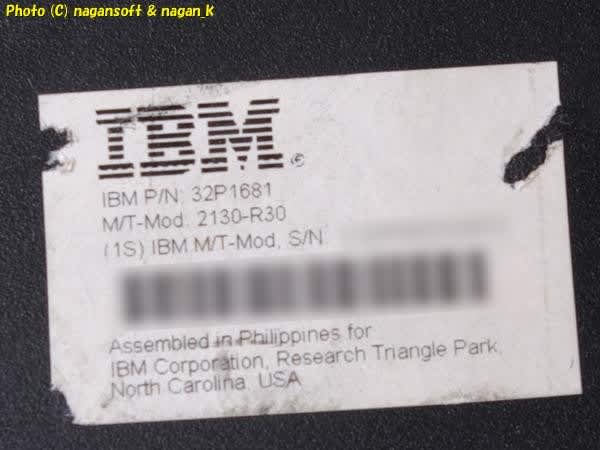 Photo (C) nagansoft & nagan_K
IBM®
IBM P/N: 32P1681
M/T-Mod. 2130-R30
(1S) IBM M/T-Mod, S/N
Assembled in Philippines for
IBM Corporation, Research Triangle Park,
North Carolina, USA